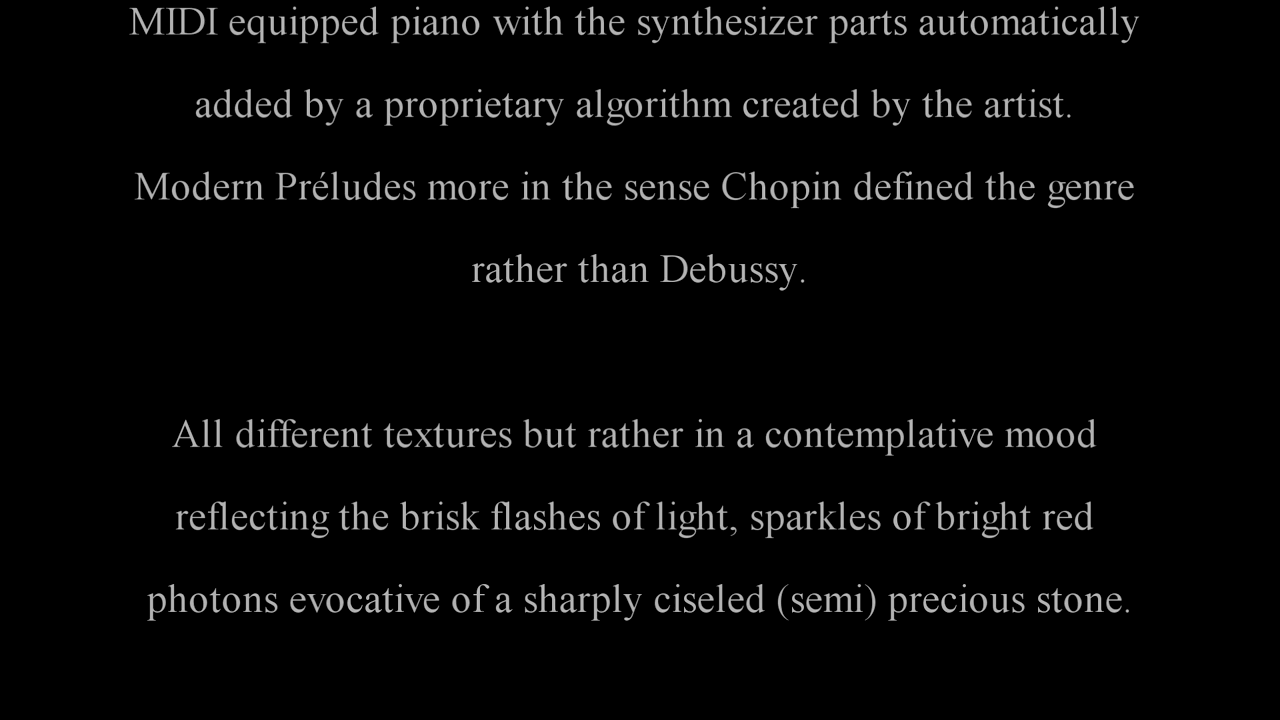 MIDI equipped piano with the synthesizer parts automatically
added by a proprietary algorithm created by the artist.
Modern Préludes more in the sense Chopin defined the genre
rather than Debussy.
All different textures but rather in a contemplative mood
reflecting the brisk flashes of light, sparkles of bright red
photons evocative of a sharply ciseled (semi) precious stone.